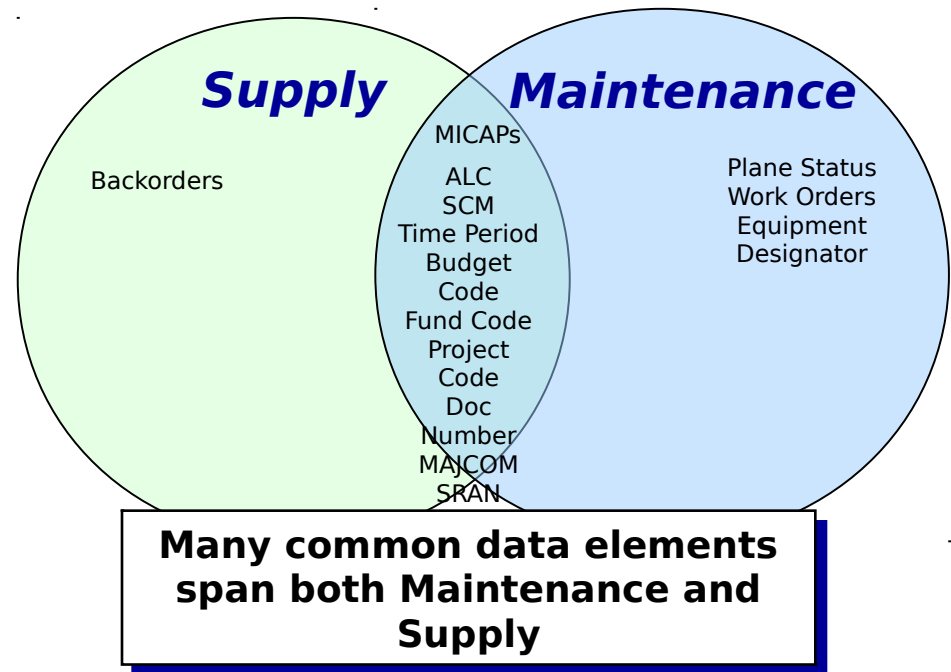 Supply
Maintenance
MICAPs
Backorders
ALC
SCM
Time Period
Budget
Code
Fund Code
Project
Code
Doc
Number
MAJCOM
SRAN
Plane Status
Work Orders
Equipment
Designator
Many common data elements
span both Maintenance and
Supply